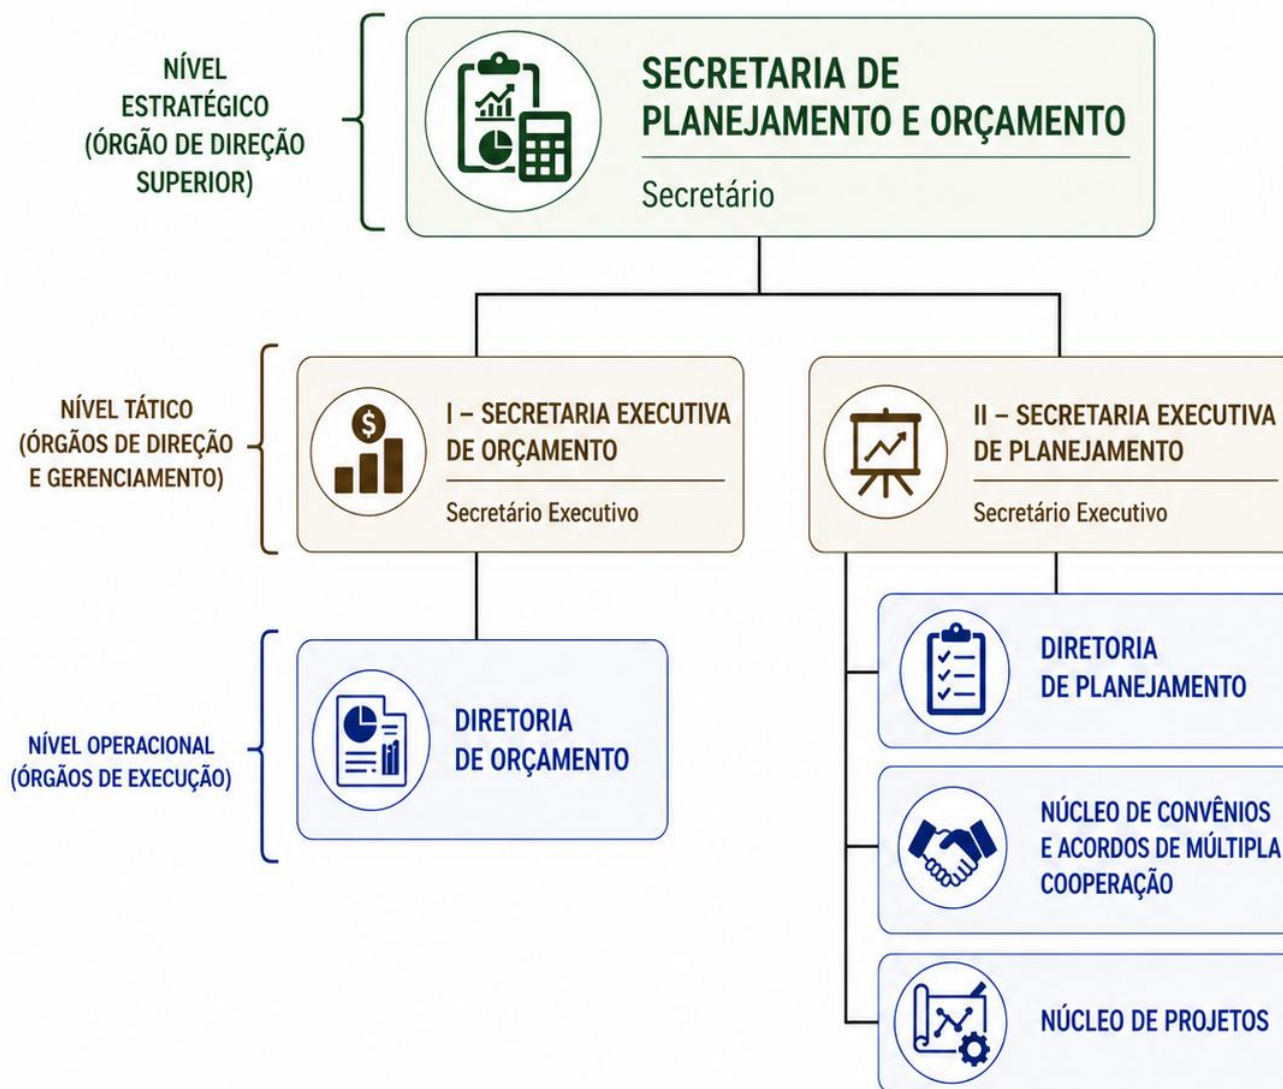 NÍVEL
ESTRATÉGICO
(ÓRGÃO DE DIREÇÃO
SUPERIOR)
SECRETARIA DE
PLANEJAMENTO E ORÇAMENTO
Secretário
NÍVEL TÁTICO
(ÓRGÃOS DE DIREÇÃO
E GERENCIAMENTO)
$
I – SECRETARIA EXECUTIVA
DE ORÇAMENTO
Secretário Executivo
II – SECRETARIA EXECUTIVA
DE PLANEJAMENTO
Secretário Executivo
NÍVEL OPERACIONAL
(ÓRGÃOS DE EXECUÇÃO)
DIRETORIA
DE ORÇAMENTO
DIRETORIA
DE PLANEJAMENTO
NÚCLEO DE CONVÊNIOS
E ACORDOS DE MÚLTIPLA
COOPERAÇÃO
NÚCLEO DE PROJETOS